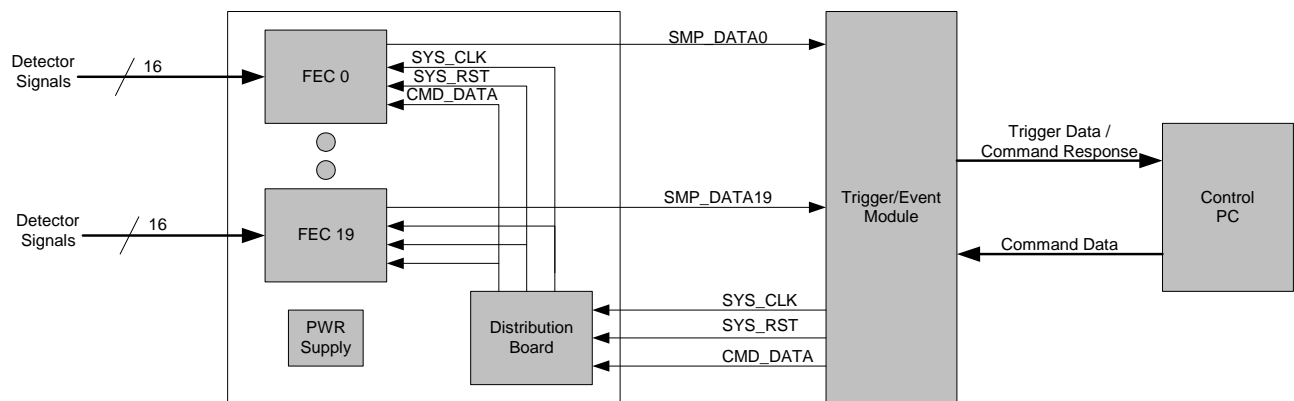 Detector
Signals
16
FEC 0
SYS_CLK
SYS_RST
CMD_DATA
SMP_DATA0
Detector
Signals
16
FEC 19
SMP_DATA19
PWR
Supply
Distribution
Board
SYS_CLK
SYS_RST
CMD_DATA
Trigger/Event
Module
Trigger Data /
Command Response
Command Data
Control
PC